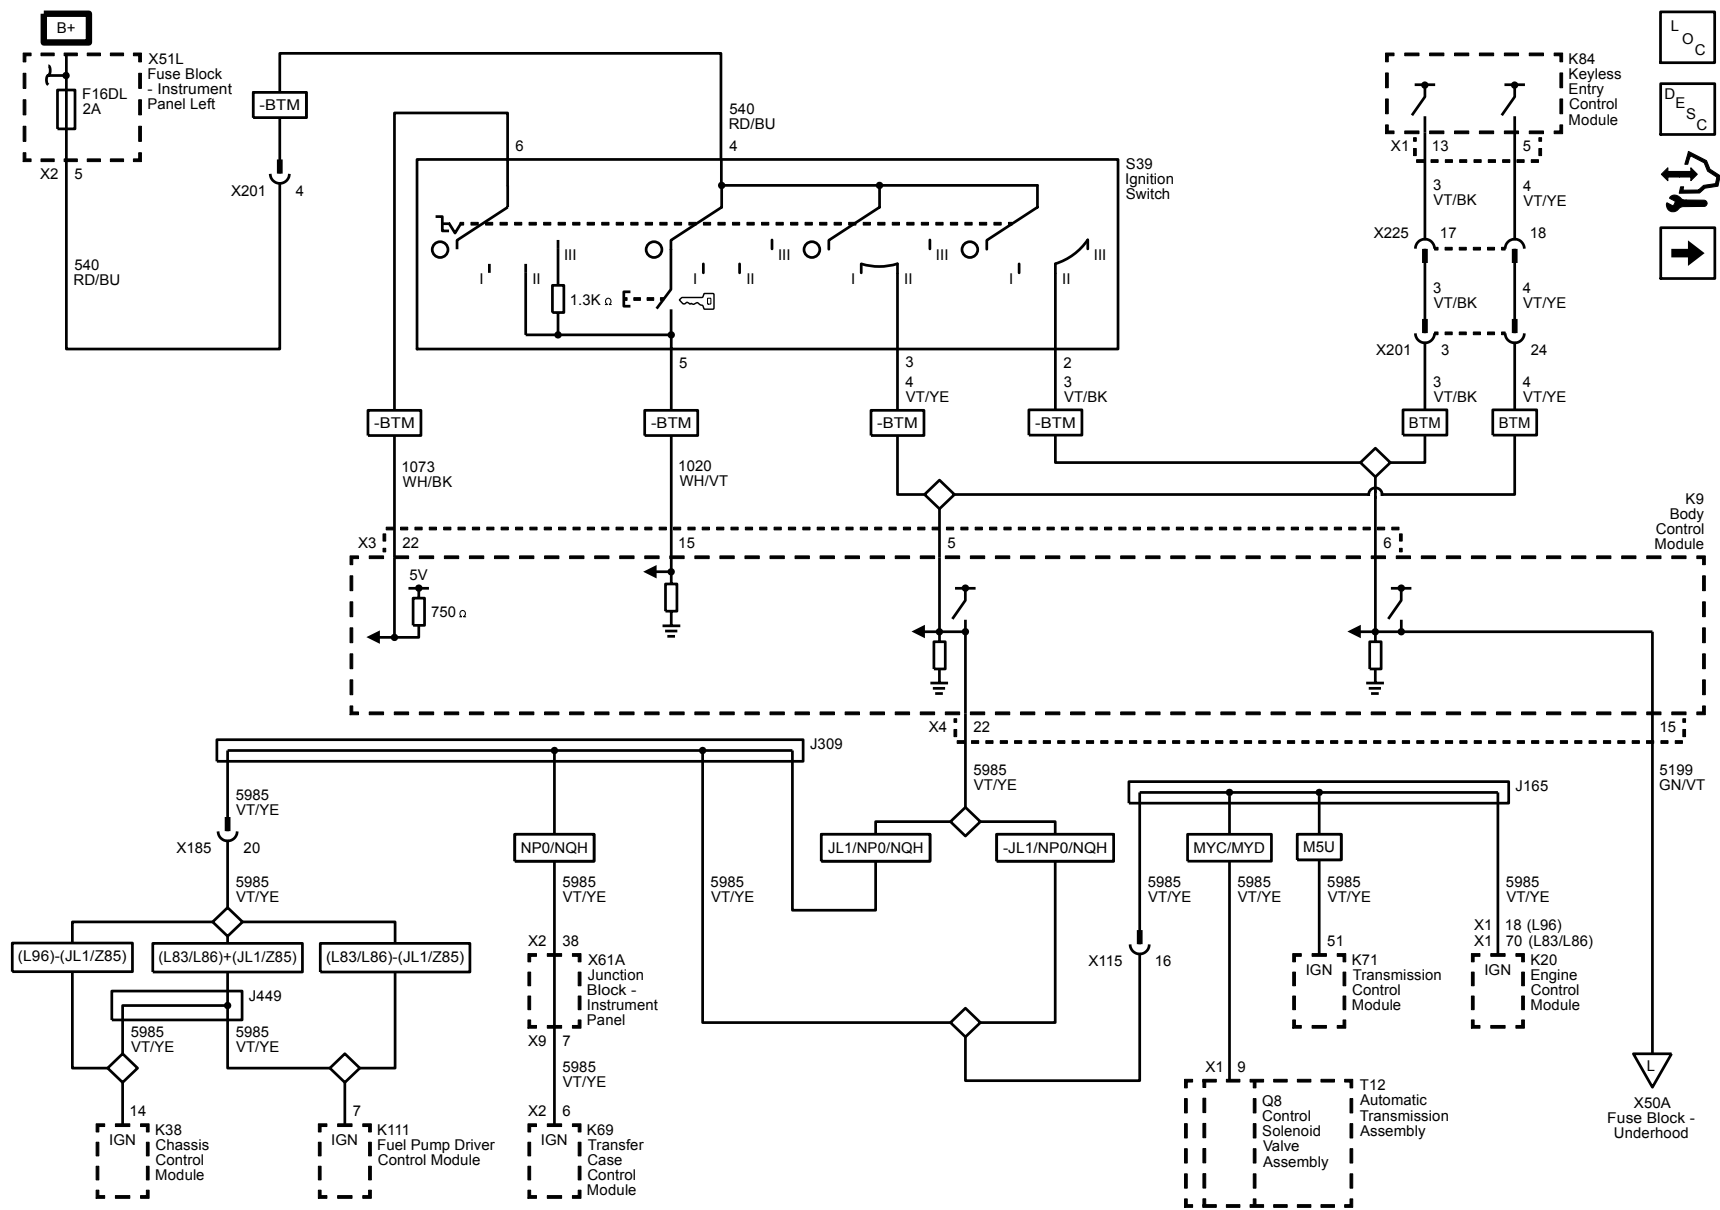 B+
X51L
Fuse Block
- Instrument
Panel Left
F16DL
2A
X2 5
540
RD/BU
-BTM
X201 4
540
RD/BU
6
4
S39
Ignition
Switch
I
II
III
1.3K Ω
I
II
III
I
II
III
I
II
III
5
3
4
VT/YE
2
3
VT/BK
-BTM
-BTM
-BTM
-BTM
1073
WH/BK
1020
WH/VT
K84
Keyless
Entry
Control
Module
X1 13 5
3
VT/BK
4
VT/YE
X225 17 18
3
VT/BK
4
VT/YE
X201 3 24
3
VT/BK
4
VT/YE
BTM
BTM
L
O
C
D
E
S
C
K9
Body
Control
Module
X3 22 15 5 6
5V
750 Ω
X4 22 15
J309
5985
VT/YE
J165
5199
GN/VT
5985
VT/YE
X185 20
5985
VT/YE
NP0/NQH
JL1/NP0/NQH
-JL1/NP0/NQH
MYC/MYD
M5U
5985
VT/YE
5985
VT/YE
5985
VT/YE
5985
VT/YE
5985
VT/YE
5985
VT/YE
(L96)-(JL1/Z85)
(L83/L86)+(JL1/Z85)
(L83/L86)-(JL1/Z85)
J449
5985
VT/YE
5985
VT/YE
X2 38
X61A
Junction
Block -
Instrument
Panel
X9 7
5985
VT/YE
X115 16
51
IGN
K71
Transmission
Control
Module
X1 18 (L96)
X1 70 (L83/L86)
IGN
K20
Engine
Control
Module
14
IGN
K38
Chassis
Control
Module
7
IGN
K111
Fuel Pump Driver
Control Module
X2 6
IGN
K69
Transfer
Case
Control
Module
X1 9
Q8
Control
Solenoid
Valve
Assembly
T12
Automatic
Transmission
Assembly
L
X50A
Fuse Block -
Underhood